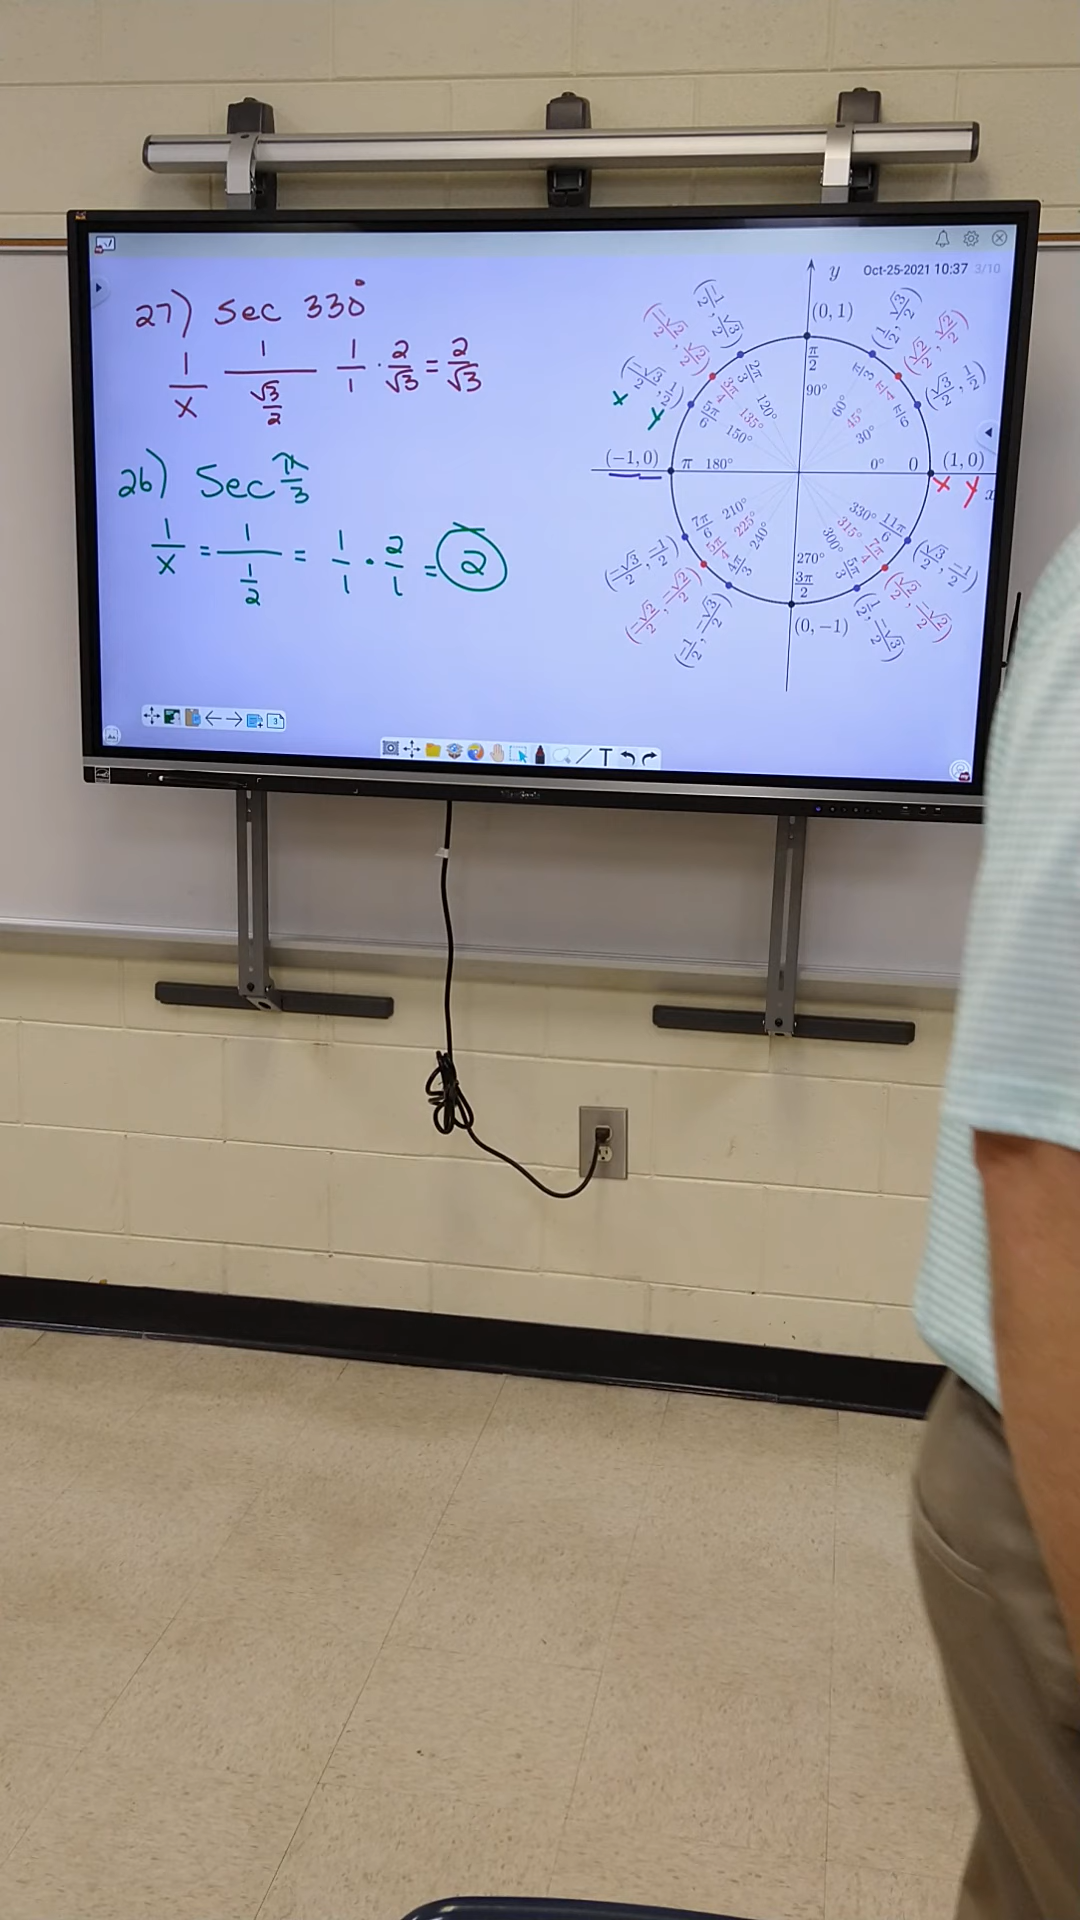 Oct-25-2021 10:37 3/10
27) Sec 330°
1/x 1/(√3/2) 1/1 · 2/√3 = 2/√3
26) Sec π/3
1/x = 1/(1/2) = 1/1 · 2/1 = 2
y
(0, 1)
(-1/2, √3/2)
(1/2, √3/2)
(-√2/2, √2/2)
(√2/2, √2/2)
(-√3/2, 1/2)
(√3/2, 1/2)
x y
π/2
90°
2π/3 120°
π/3 60°
3π/4 135°
π/4 45°
5π/6 150°
π/6 30°
(-1, 0) π 180°
0° 0 (1, 0)
x y x
7π/6 210°
330° 11π/6
5π/4 225°
315° 7π/4
4π/3 240°
300° 5π/3
270°
3π/2
(-√3/2, -1/2)
(√3/2, -1/2)
(-√2/2, -√2/2)
(√2/2, -√2/2)
(-1/2, -√3/2)
(1/2, -√3/2)
(0, -1)
3
T
ViewSonic